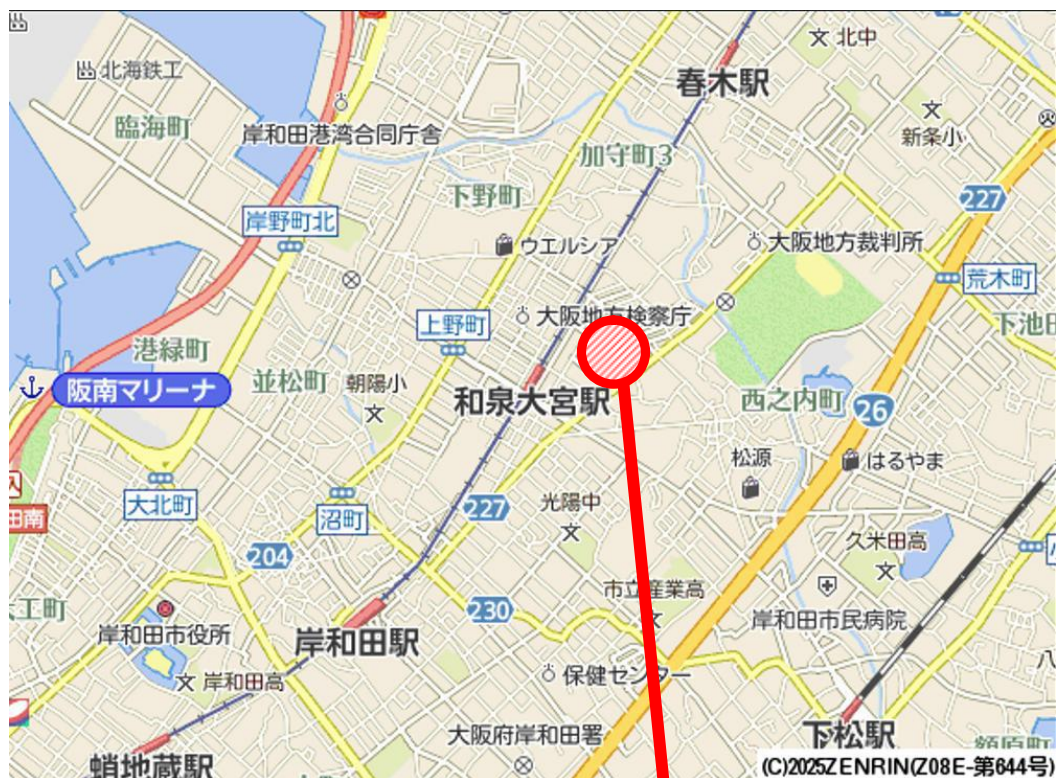 北中
春木駅
北海鉄工
臨海町
岸和田港湾合同庁舎
新条小
加守町3
下野町
227
岸野町北
ウエルシア
大阪地方裁判所
荒木町
上野町
大阪地方検察庁
下池田
港緑町
並松町
朝陽小
阪南マリーナ
和泉大宮駅
西之内町
26
松源
はるやま
大北町
沼町
227
光陽中
田南
204
久米田高
市立産業高
230
岸和田市役所
岸和田駅
岸和田市民病院
保健センター
岸和田高
大阪府岸和田署
下松駅
額原町
蛸地蔵駅
(C)2025ZENRIN(Z08E-第644号)